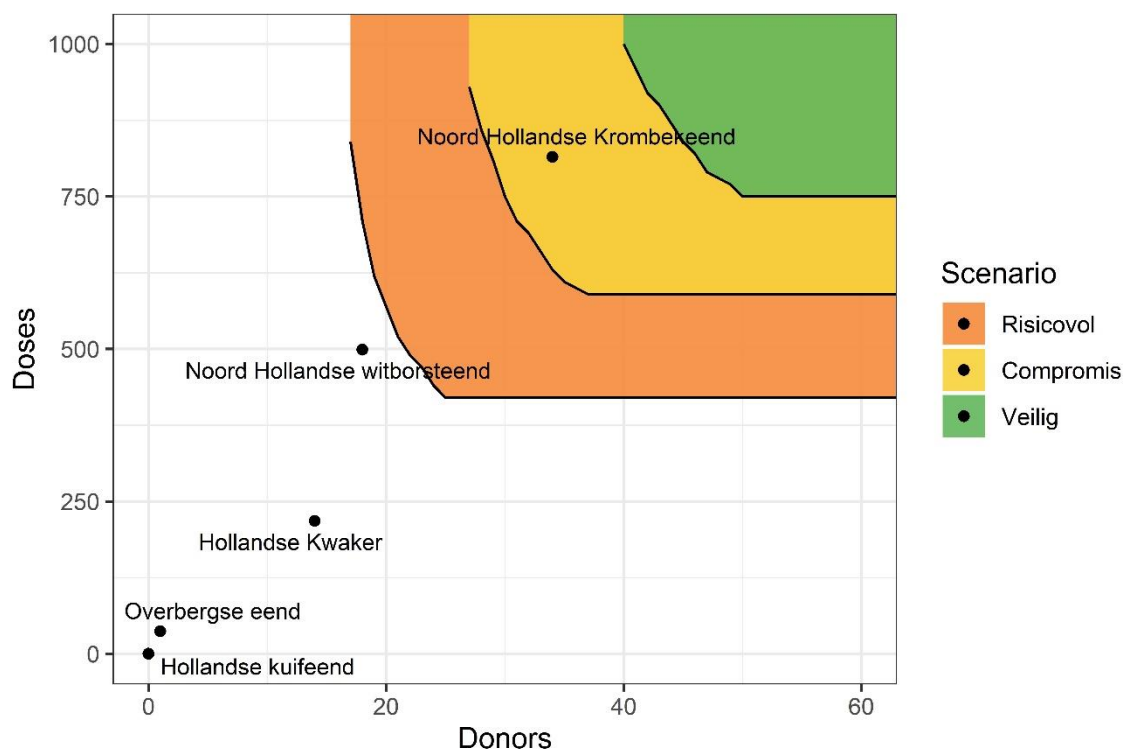 1000
750
500
250
0
Doses
Noord Hollandse Krombekeend
Noord Hollandse witborsteend
Hollandse Kwaker
Overbergse eend
Hollandse kuifeend
0
20
40
60
Donors
Scenario
Risicovol
Compromis
Veilig